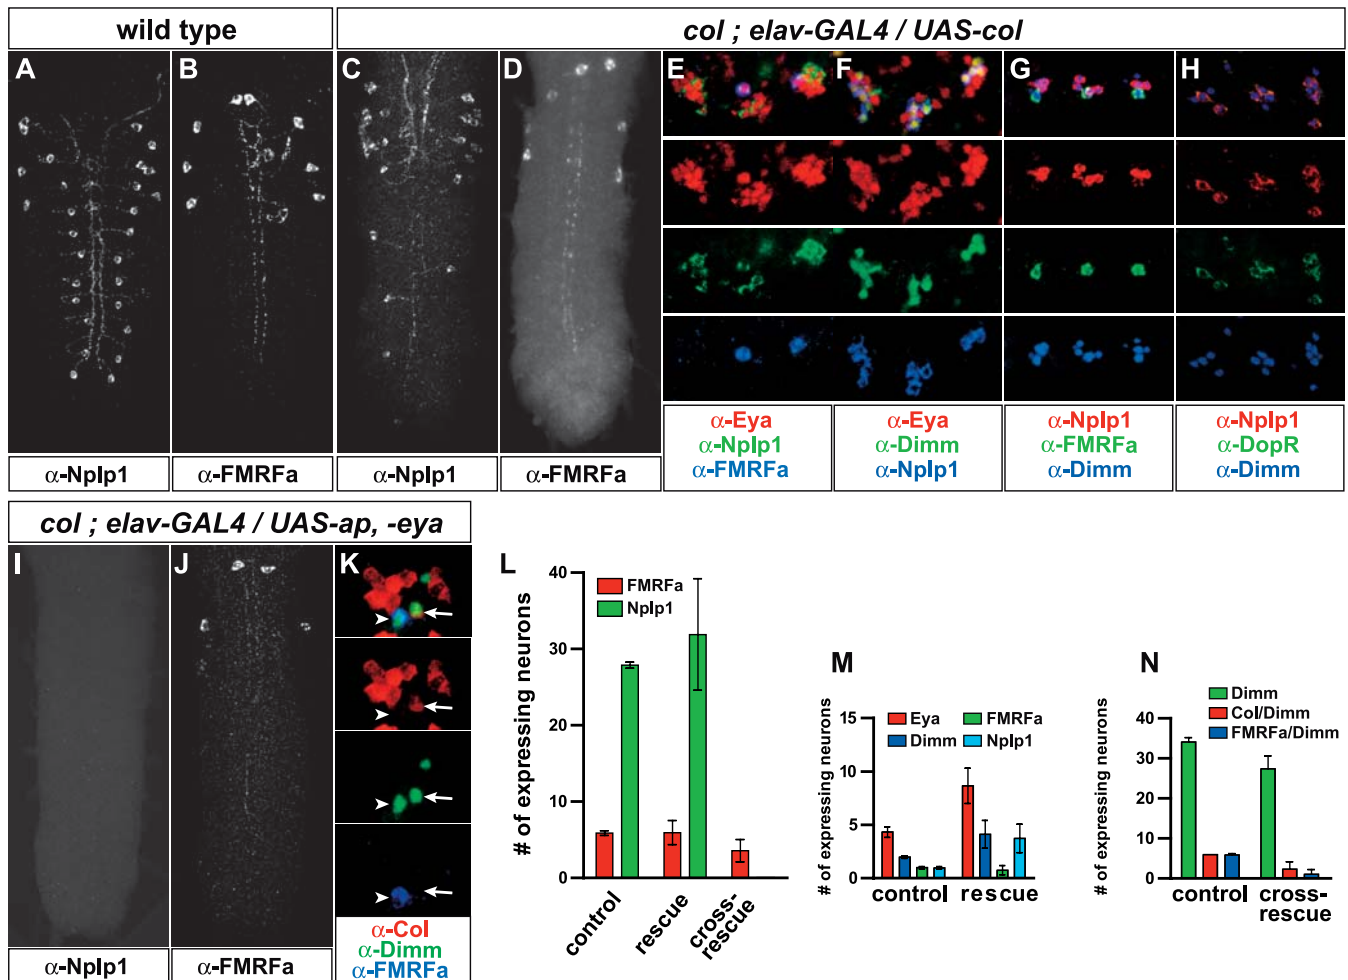 wild type
col ; elav-GAL4 / UAS-col
A
B
C
D
E
F
G
H
α-Nplp1
α-FMRFa
α-Nplp1
α-FMRFa
α-Eya
α-Nplp1
α-FMRFa
α-Eya
α-Dimm
α-Nplp1
α-Nplp1
α-FMRFa
α-Dimm
α-Nplp1
α-DopR
α-Dimm
col ; elav-GAL4 / UAS-ap, -eya
I
J
K
α-Nplp1
α-FMRFa
α-Col
α-Dimm
α-FMRFa
L
# of expressing neurons
40
30
20
10
0
FMRFa
Nplp1
control
rescue
cross-
rescue
M
# of expressing neurons
15
10
5
0
Eya
FMRFa
Dimm
Nplp1
control
rescue
N
# of expressing neurons
40
30
20
10
0
Dimm
Col/Dimm
FMRFa/Dimm
control
cross-
rescue